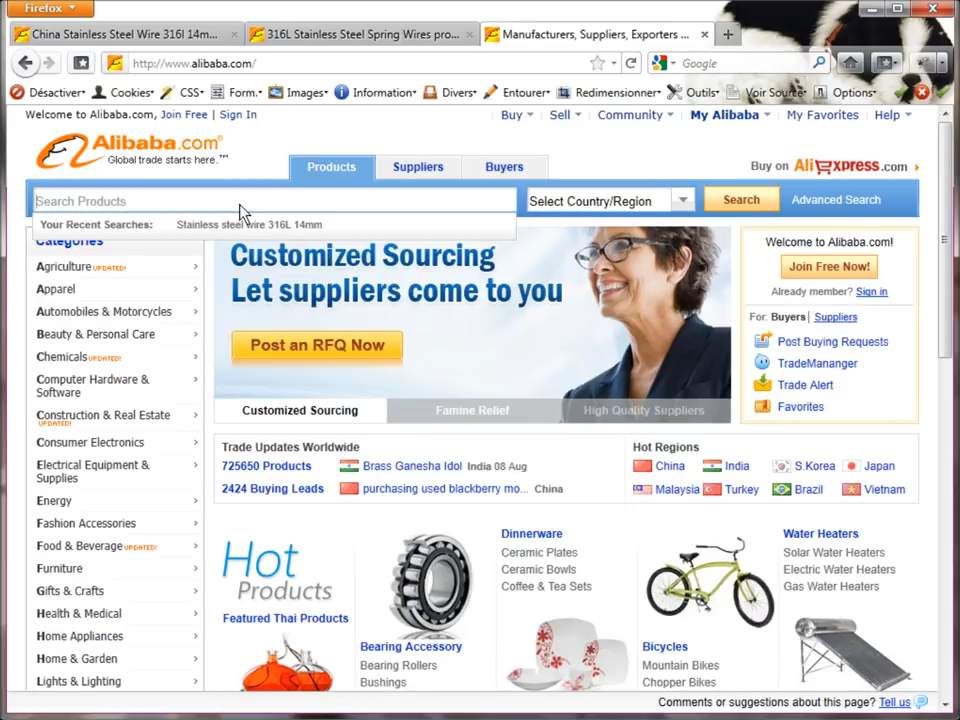 Firefox
China Stainless Steel Wire 316l 14m...
316L Stainless Steel Spring Wires pro...
Manufacturers, Suppliers, Exporters ...
http://www.alibaba.com/
Google
Désactiver
Cookies
CSS
Form.
Images
Information
Divers
Entourer
Redimensionner
Outils
Voir Source
Options
Welcome to Alibaba.com, Join Free | Sign In
Buy
Sell
Community
My Alibaba
My Favorites
Help
Alibaba.com
Global trade starts here.™
Products
Suppliers
Buyers
Buy on AliExpress.com
Search Products
Select Country/Region
Search
Advanced Search
Your Recent Searches: Stainless steel wire 316L 14mm
Categories
Agriculture UPDATED!
Apparel
Automobiles & Motorcycles
Beauty & Personal Care
Chemicals UPDATED!
Computer Hardware &
Software
Construction & Real Estate
UPDATED!
Consumer Electronics
Electrical Equipment &
Supplies
Energy
Fashion Accessories
Food & Beverage UPDATED!
Furniture
Gifts & Crafts
Health & Medical
Home Appliances
Home & Garden
Lights & Lighting
Customized Sourcing
Let suppliers come to you
Post an RFQ Now
Customized Sourcing
Famine Relief
High Quality Suppliers
Welcome to Alibaba.com!
Join Free Now!
Already member? Sign in
For: Buyers | Suppliers
Post Buying Requests
TradeMananger
Trade Alert
Favorites
Trade Updates Worldwide
725650 Products
Brass Ganesha Idol India 08 Aug
2424 Buying Leads
purchasing used blackberry mo... China
Hot Regions
China
India
S.Korea
Japan
Malaysia
Turkey
Brazil
Vietnam
Hot
Products
Featured Thai Products
Bearing Accessory
Bearing Rollers
Bushings
Dinnerware
Ceramic Plates
Ceramic Bowls
Coffee & Tea Sets
Bicycles
Mountain Bikes
Chopper Bikes
Water Heaters
Solar Water Heaters
Electric Water Heaters
Gas Water Heaters
Comments or suggestions about this page? Tell us